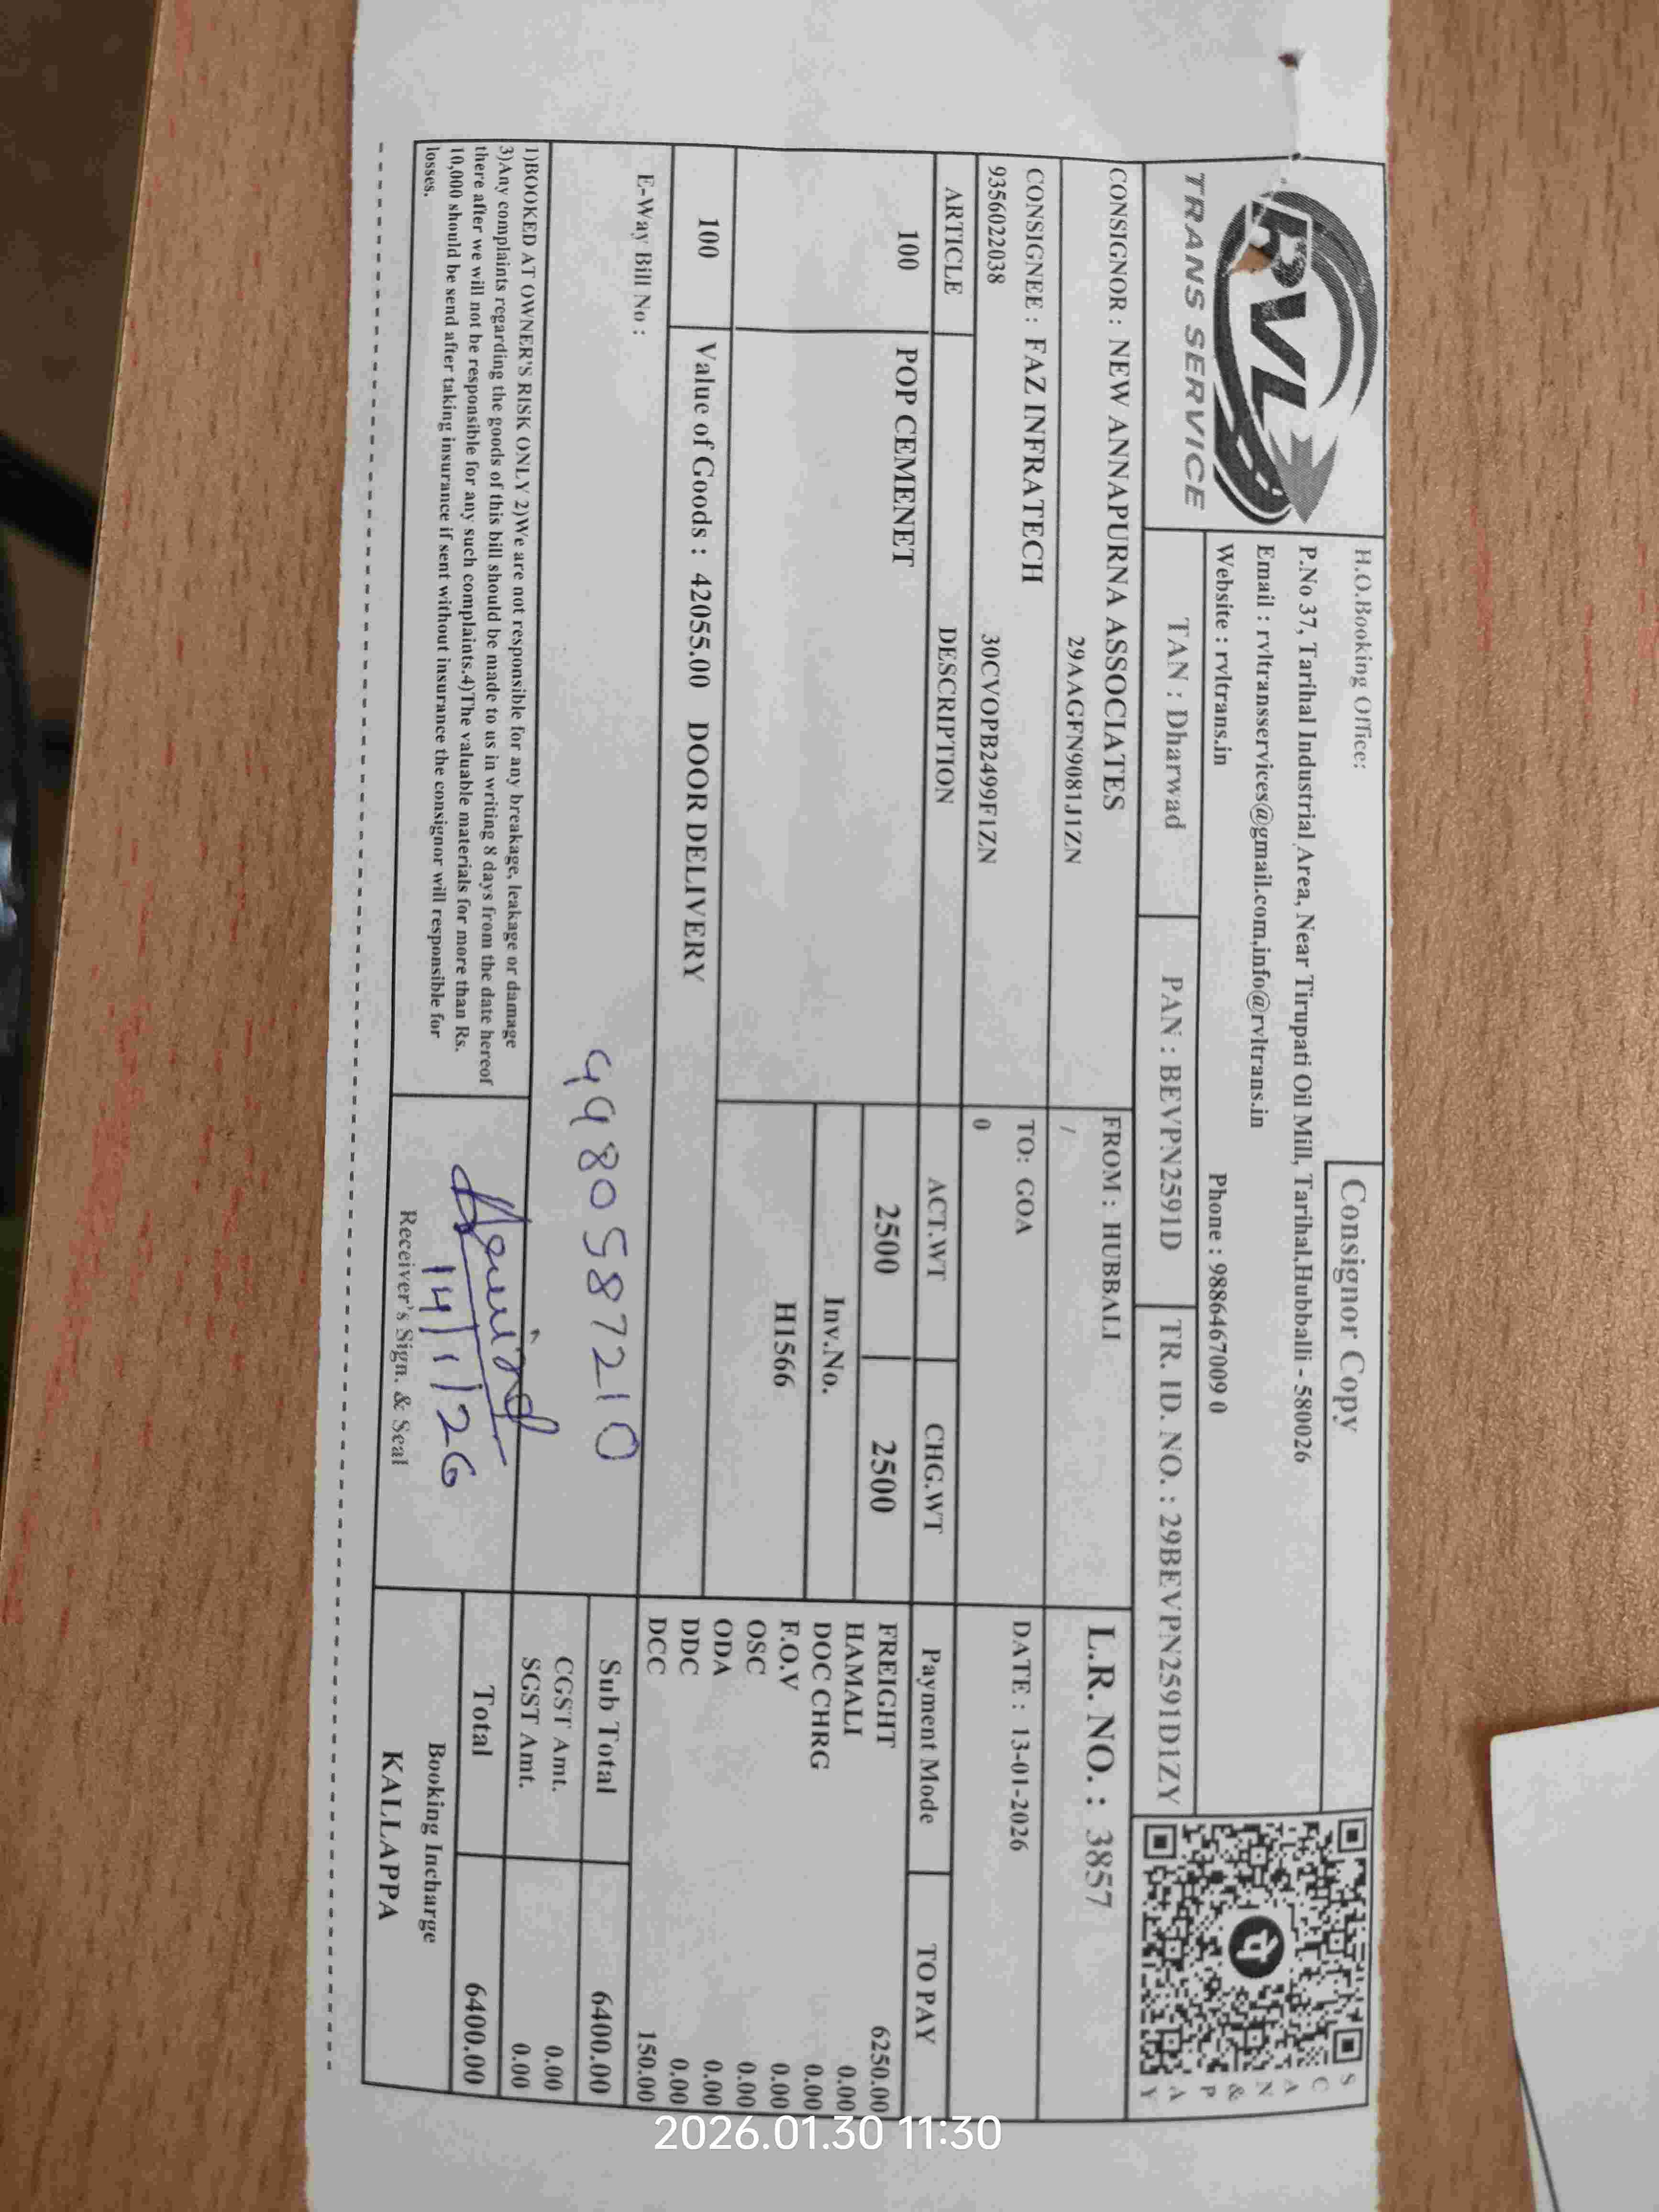 RVL
TRANS SERVICE
H.O.Booking Office:
Consignor Copy
P.No 37, Tarihal Industrial Area, Near Tirupati Oil Mill, Tarihal,Hubballi - 580026
Email : rvltransservices@gmail.com,info@rvltrans.in
Website : rvltrans.in Phone : 9886467009 0
SCAN & PAY
TAN : Dharwad PAN : BEVPN2591D TR. ID. NO. : 29BEVPN2591D1ZY
CONSIGNOR : NEW ANNAPURNA ASSOCIATES FROM : HUBBALI L.R. NO. : 3857
29AAGFN9081J1ZN /
CONSIGNEE : FAZ INFRATECH TO: GOA DATE : 13-01-2026
9356022038 30CVOPB2499F1ZN 0
ARTICLE DESCRIPTION ACT.WT CHG.WT Payment Mode TO PAY
100 POP CEMENET 2500 2500 FREIGHT 6250.00
HAMALI 0.00
Inv.No. DOC CHRG 0.00
H1566 F.O.V 0.00
OSC 0.00
ODA 0.00
100 Value of Goods : 42055.00 DOOR DELIVERY DDC 0.00
DCC 150.00
E-Way Bill No :
9980587210
Sub Total 6400.00
CGST Amt. 0.00
SGST Amt. 0.00
Total 6400.00
1)BOOKED AT OWNER'S RISK ONLY 2)We are not responsible for any breakage, leakage or damage
3)Any complaints regarding the goods of this bill should be made to us in writing 8 days from the date hereof
there after we will not be responsible for any such complaints.4)The valuable materials for more than Rs.
10,000 should be send after taking insurance if sent without insurance the consignor will responsible for
losses.
14/1/26
Receiver's Sign. & Seal
Booking Incharge
KALLAPPA
2026.01.30 11:30